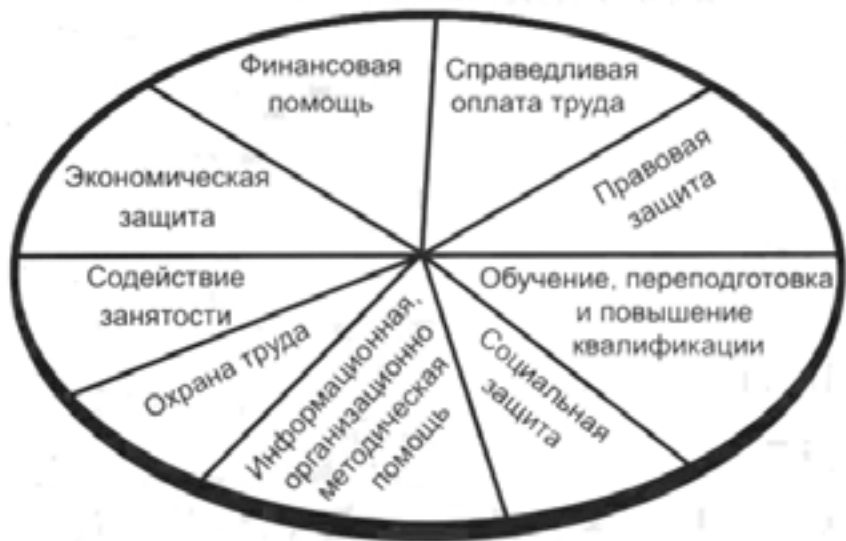 Финансовая
помощь
Справедливая
оплата труда
Правовая
защита
Обучение, переподготовка
и повышение
квалификации
Социальная
защита
Информационная,
организационно
методическая
помощь
Охрана труда
Содействие
занятости
Экономическая
защита